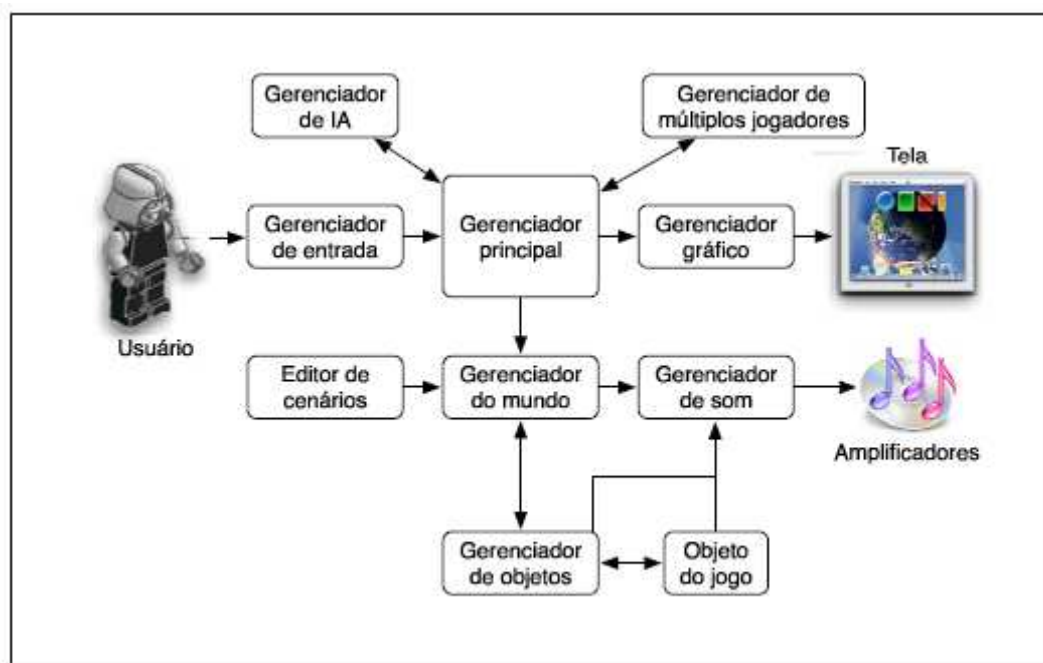 Gerenciador
de IA
Gerenciador de
múltiplos jogadores
Tela
Gerenciador
de entrada
Gerenciador
principal
Gerenciador
gráfico
Usuário
Editor de
cenários
Gerenciador
do mundo
Gerenciador
de som
Amplificadores
Gerenciador
de objetos
Objeto
do jogo